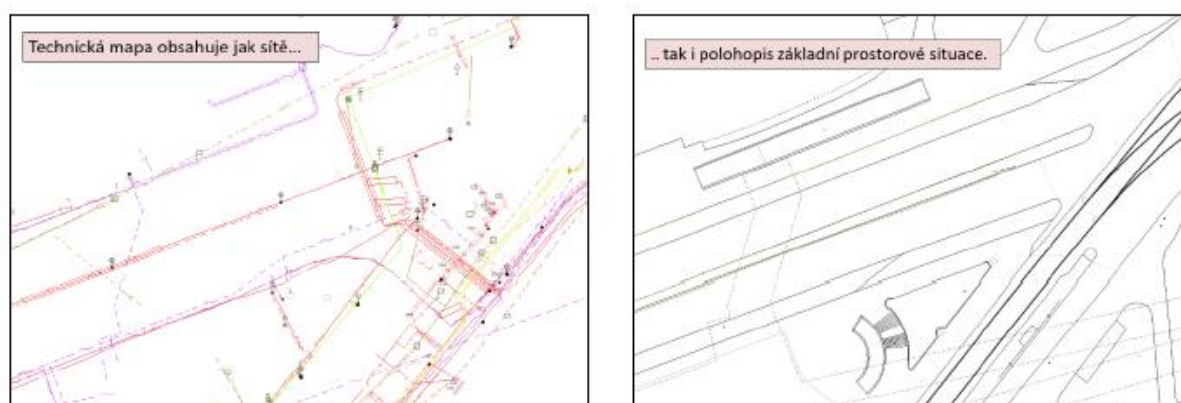 Technická mapa obsahuje jak sítě...
.. tak i polohopis základní prostorové situace.